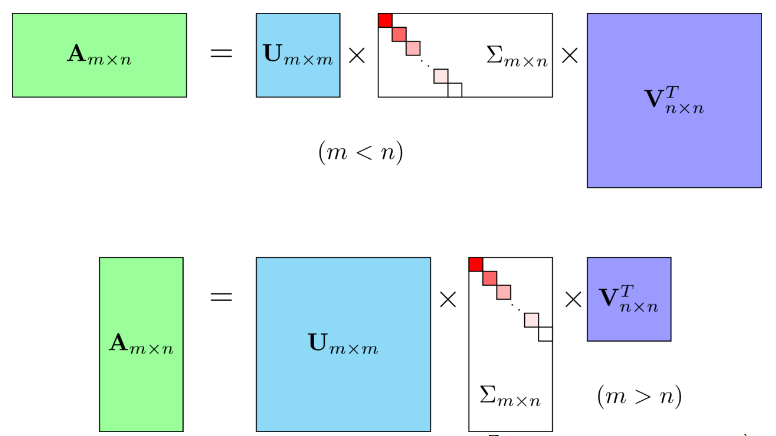 𝐀_{m×n} = 𝐔_{m×m} × Σ_{m×n} × 𝐕^T_{n×n}
(m < n)
𝐀_{m×n} = 𝐔_{m×m} × Σ_{m×n} × 𝐕^T_{n×n}
(m > n)